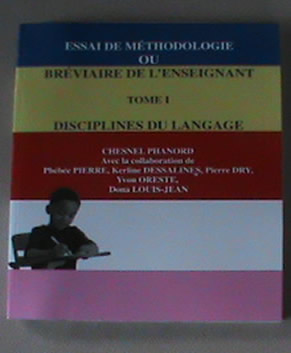 ESSAI DE MÉTHODOLOGIE
OU
BRÉVIAIRE DE L'ENSEIGNANT
TOME I
DISCIPLINES DU LANGAGE
CHESNEL PHANORD
Avec la collaboration de
Phébée PIERRE, Kerline DESSALINES, Pierre DRY,
Yvon ORESTE,
Dona LOUIS-JEAN